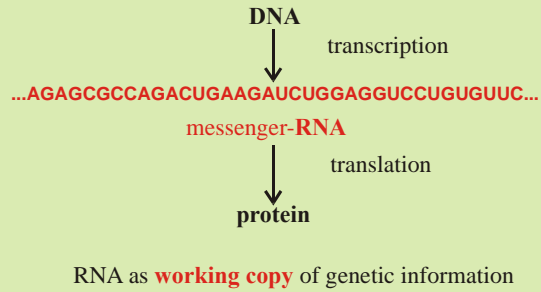 DNA
transcription
...AGAGCGCCAGACUGAAGAUCUGGAGGUCCUGUGUUC...
messenger-RNA
translation
protein
RNA as working copy of genetic information